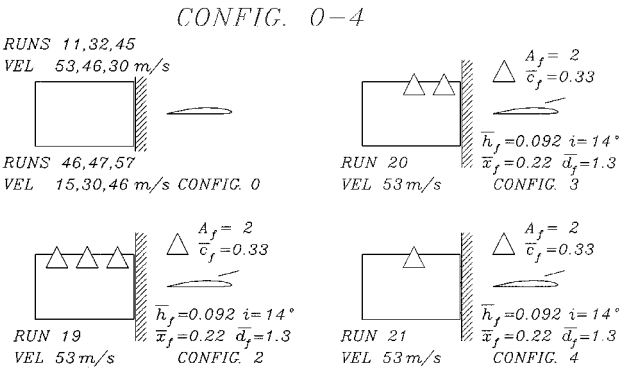 CONFIG. 0-4
RUNS 11,32,45
VEL 53,46,30 m/s
RUNS 46,47,57
VEL 15,30,46 m/s CONFIG. 0
A_f = 2
c̅_f =0.33
h̅_f =0.092 i=14°
RUN 20 x̅_f =0.22 d̅_f =1.3
VEL 53 m/s CONFIG. 3
A_f = 2
c̅_f =0.33
h̅_f =0.092 i=14°
RUN 19 x̅_f =0.22 d̅_f =1.3
VEL 53 m/s CONFIG. 2
A_f = 2
c̅_f =0.33
h̅_f =0.092 i=14°
RUN 21 x̅_f =0.22 d̅_f =1.3
VEL 53 m/s CONFIG. 4